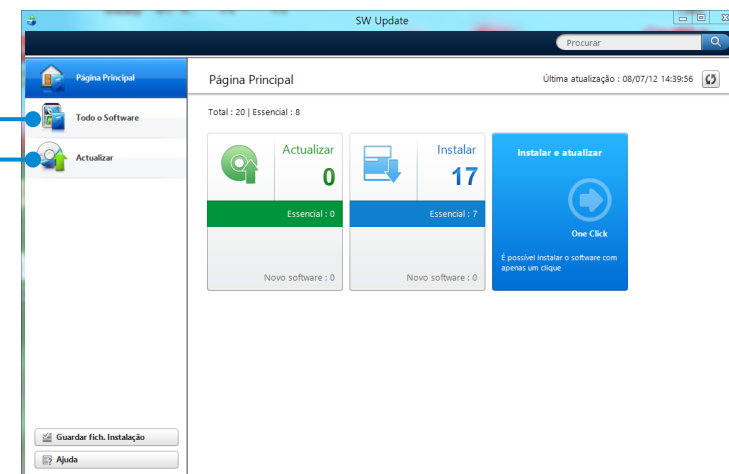 SW Update
Procurar
Página Principal
Todo o Software
Actualizar
Guardar fich. Instalação
Ajuda
Página Principal
Última atualização : 08/07/12 14:39:56
Total : 20 | Essencial : 8
Actualizar
0
Essencial : 0
Novo software : 0
Instalar
17
Essencial : 7
Novo software : 0
Instalar e atualizar
One Click
É possível instalar o software com
apenas um clique